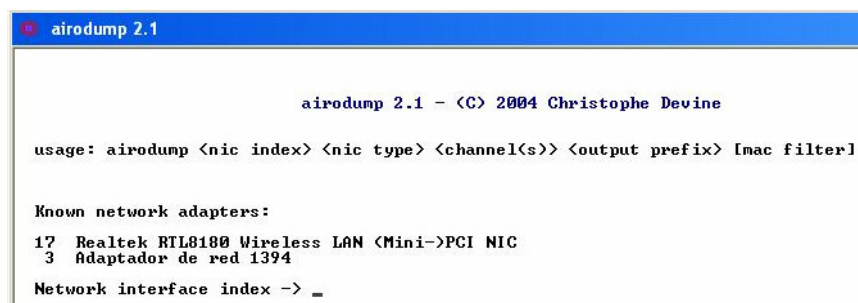 airodump 2.1
airodump 2.1 - (C) 2004 Christophe Devine
usage: airodump <nic index> <nic type> <channel(s)> <output prefix> [mac filter]
Known network adapters:
17 Realtek RTL8180 Wireless LAN (Mini-)PCI NIC
3 Adaptador de red 1394
Network interface index -> _